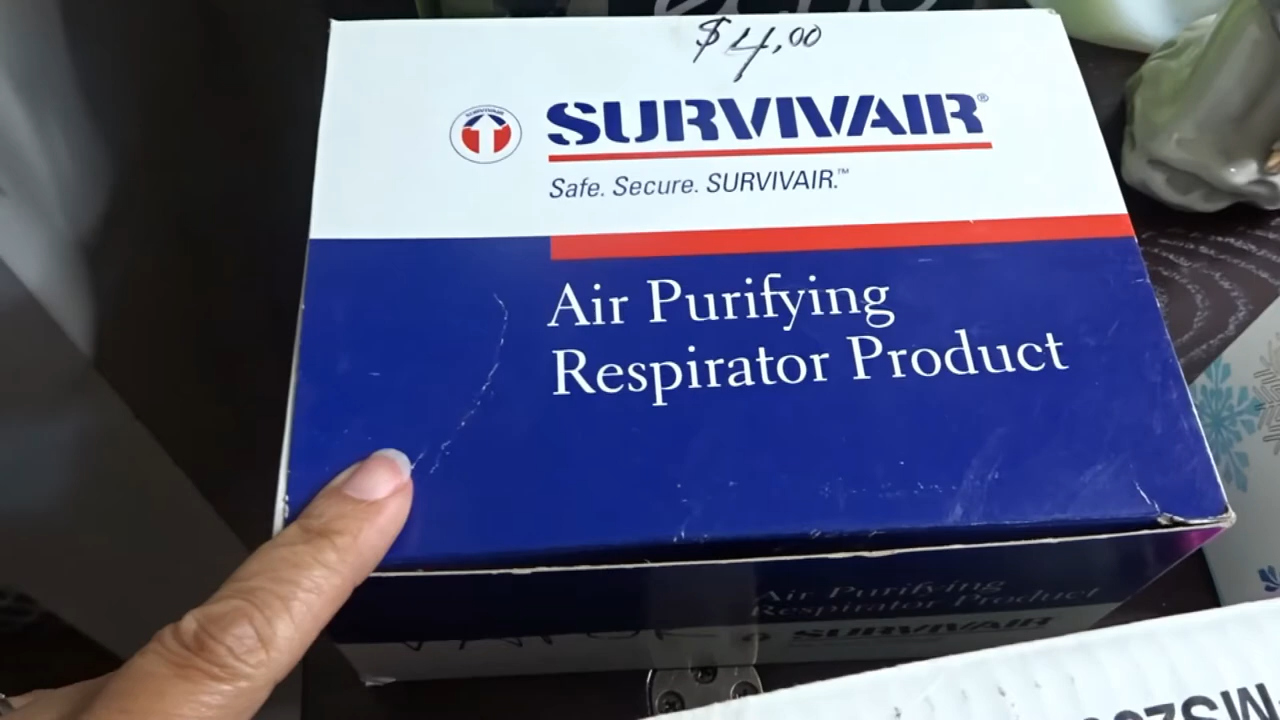 $4,00
SURVIVAIR®
SURVIVAIR
Safe. Secure. SURVIVAIR.™
Air Purifying
Respirator Product
Air Purifying
Respirator Product
SURVIVAIR